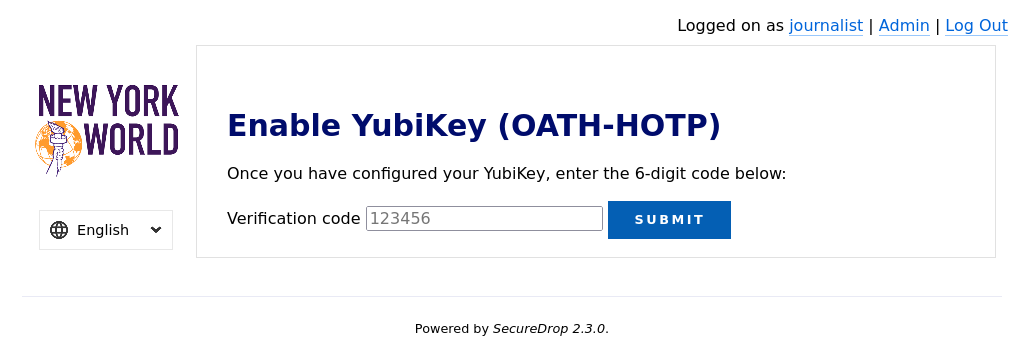 Logged on as journalist | Admin | Log Out
NEW YORK
WORLD
English
Enable YubiKey (OATH-HOTP)
Once you have configured your YubiKey, enter the 6-digit code below:
Verification code 123456 SUBMIT
Powered by SecureDrop 2.3.0.